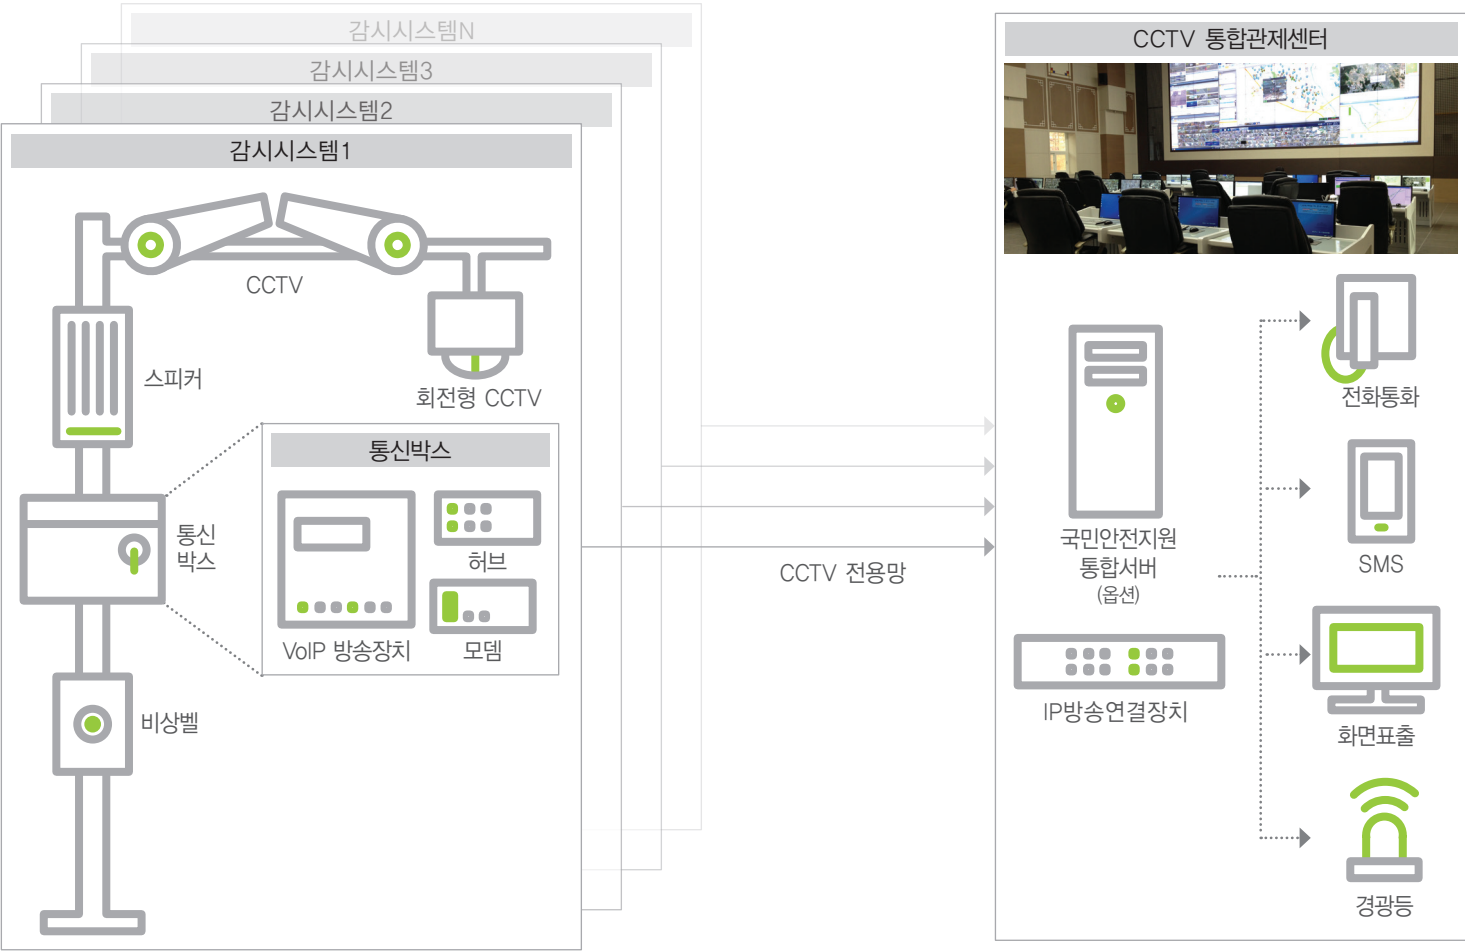 감시시스템N
감시시스템3
감시시스템2
감시시스템1
CCTV
스피커
회전형 CCTV
통신박스
통신
박스
허브
VoIP 방송장치
모뎀
비상벨
CCTV 전용망
CCTV 통합관제센터
국민안전지원
통합서버
(옵션)
IP방송연결장치
전화통화
SMS
화면표출
경광등